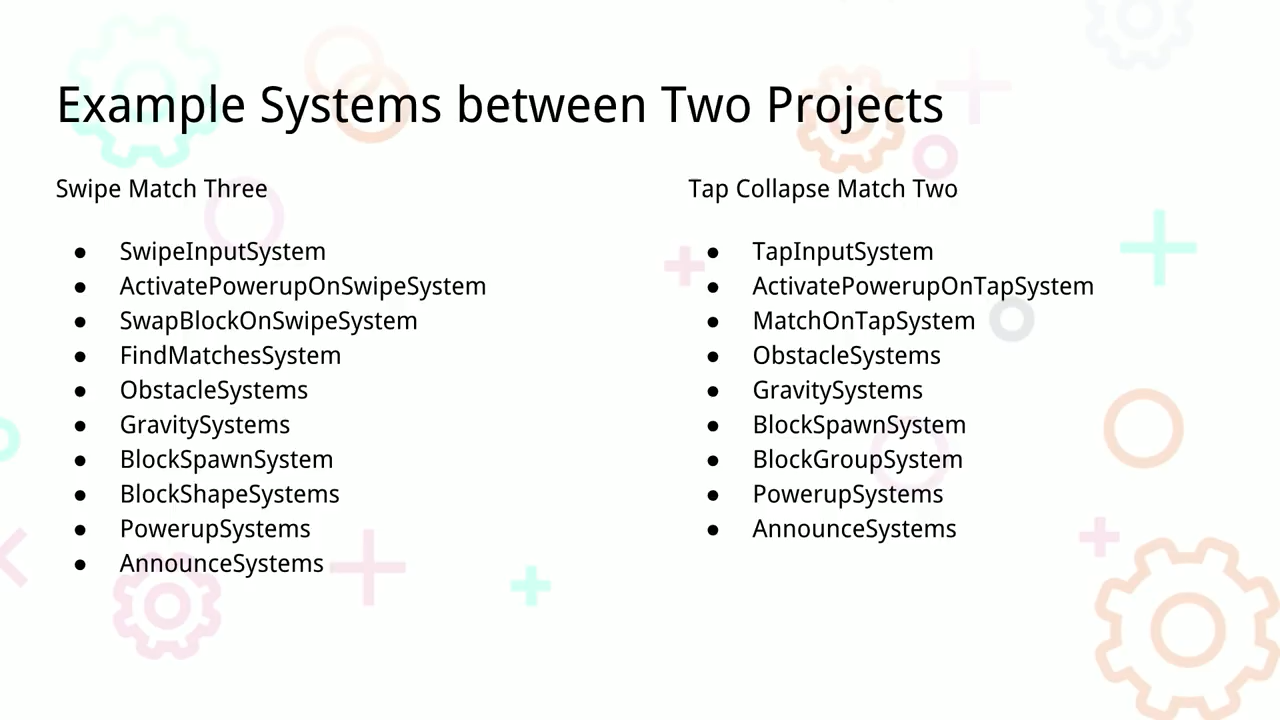 Example Systems between Two Projects
Swipe Match Three
● SwipeInputSystem
● ActivatePowerupOnSwipeSystem
● SwapBlockOnSwipeSystem
● FindMatchesSystem
● ObstacleSystems
● GravitySystems
● BlockSpawnSystem
● BlockShapeSystems
● PowerupSystems
● AnnounceSystems
Tap Collapse Match Two
● TapInputSystem
● ActivatePowerupOnTapSystem
● MatchOnTapSystem
● ObstacleSystems
● GravitySystems
● BlockSpawnSystem
● BlockGroupSystem
● PowerupSystems
● AnnounceSystems